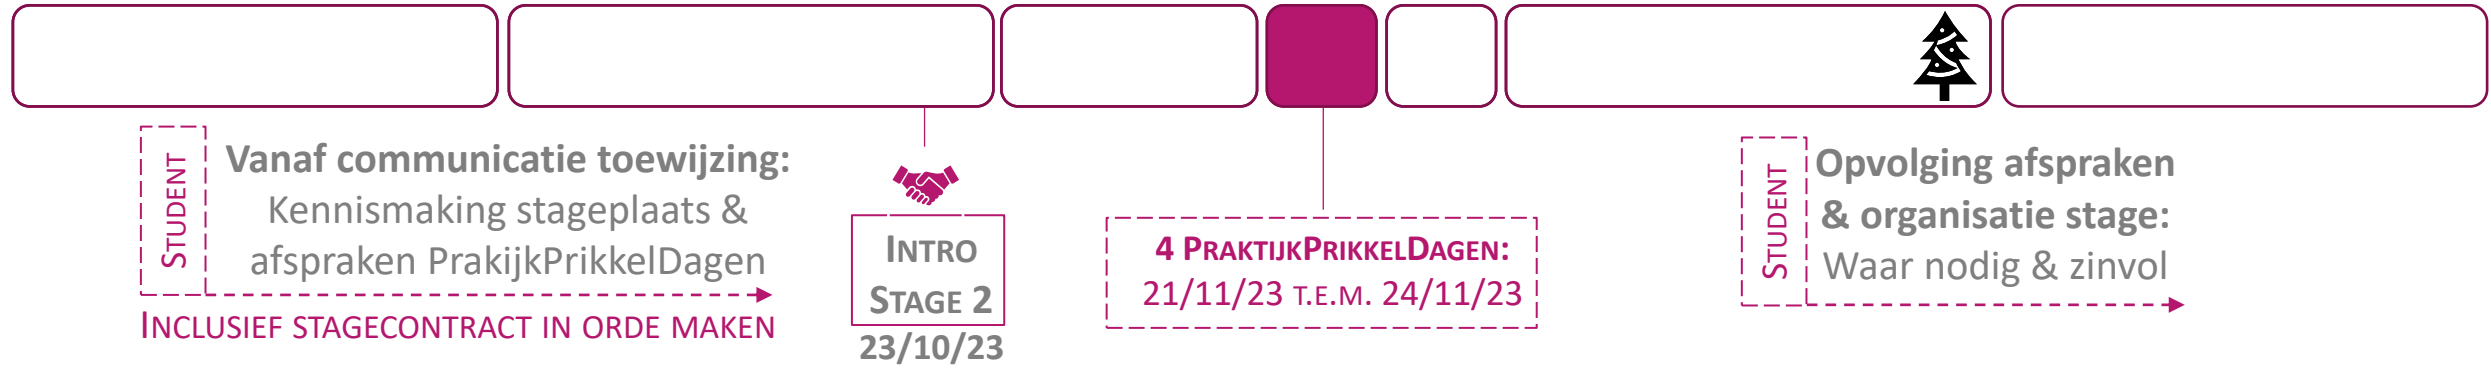 STUDENT
Vanaf communicatie toewijzing:
Kennismaking stageplaats &
afspraken PrakijkPrikkelDagen
INCLUSIEF STAGECONTRACT IN ORDE MAKEN
INTRO
STAGE 2
23/10/23
4 PRAKTIJKPRIKKELDAGEN:
21/11/23 T.E.M. 24/11/23
STUDENT
Opvolging afspraken
& organisatie stage:
Waar nodig & zinvol